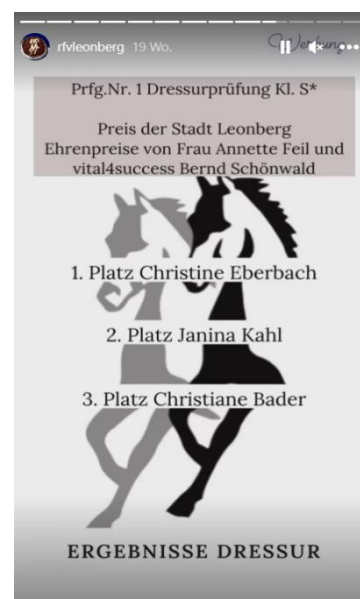 rfvleonberg 19 Wo.
Werbung
Prfg.Nr. 1 Dressurprüfung Kl. S*
Preis der Stadt Leonberg
Ehrenpreise von Frau Annette Feil und
vital4success Bernd Schönwald
1. Platz Christine Eberbach
2. Platz Janina Kahl
3. Platz Christiane Bader
ERGEBNISSE DRESSUR